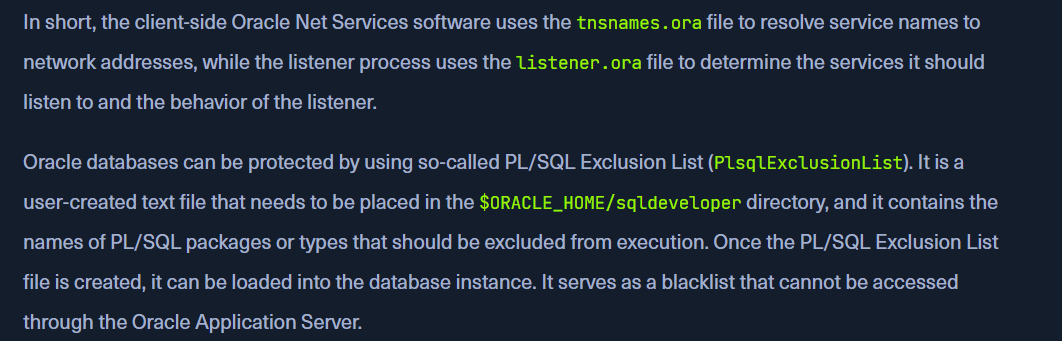 In short, the client-side Oracle Net Services software uses the tnsnames.ora file to resolve service names to
network addresses, while the listener process uses the listener.ora file to determine the services it should
listen to and the behavior of the listener.
Oracle databases can be protected by using so-called PL/SQL Exclusion List (PlsqlExclusionList). It is a
user-created text file that needs to be placed in the $ORACLE_HOME/sqldeveloper directory, and it contains the
names of PL/SQL packages or types that should be excluded from execution. Once the PL/SQL Exclusion List
file is created, it can be loaded into the database instance. It serves as a blacklist that cannot be accessed
through the Oracle Application Server.